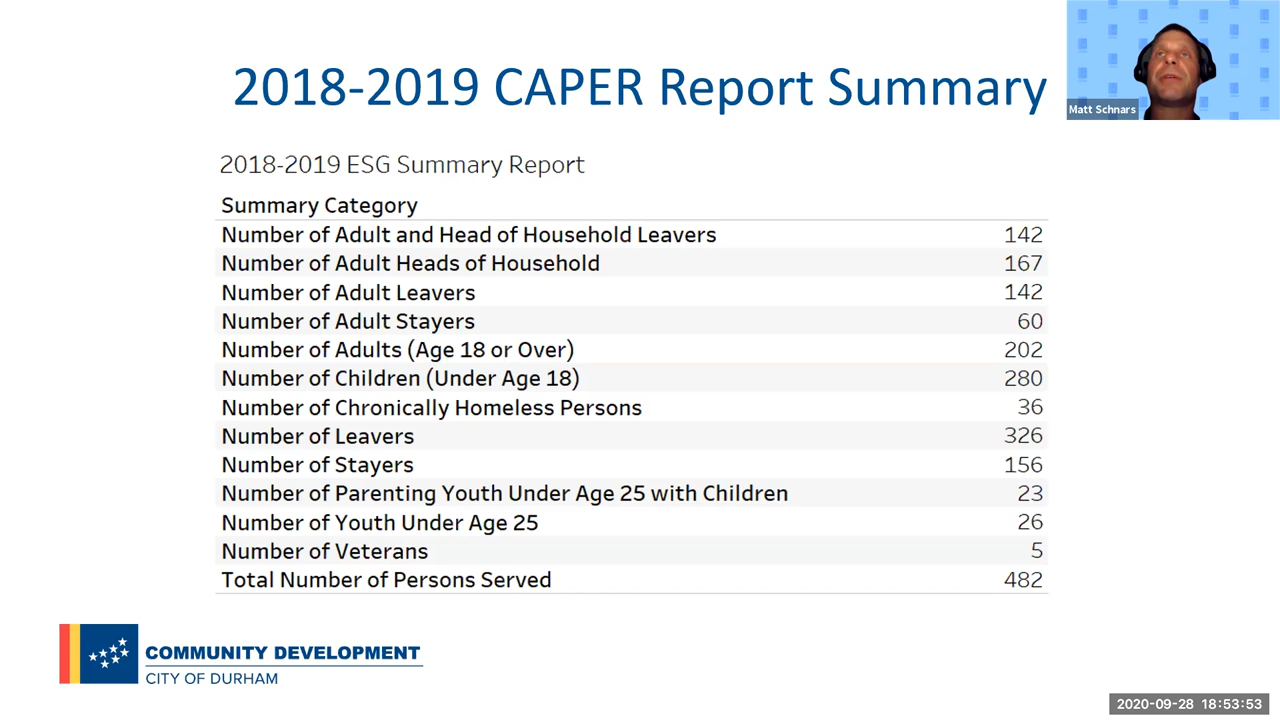 2018-2019 CAPER Report Summary
Matt Schnars
2018-2019 ESG Summary Report
Summary Category
Number of Adult and Head of Household Leavers 142
Number of Adult Heads of Household 167
Number of Adult Leavers 142
Number of Adult Stayers 60
Number of Adults (Age 18 or Over) 202
Number of Children (Under Age 18) 280
Number of Chronically Homeless Persons 36
Number of Leavers 326
Number of Stayers 156
Number of Parenting Youth Under Age 25 with Children 23
Number of Youth Under Age 25 26
Number of Veterans 5
Total Number of Persons Served 482
COMMUNITY DEVELOPMENT
CITY OF DURHAM
2020-09-28 18:53:53